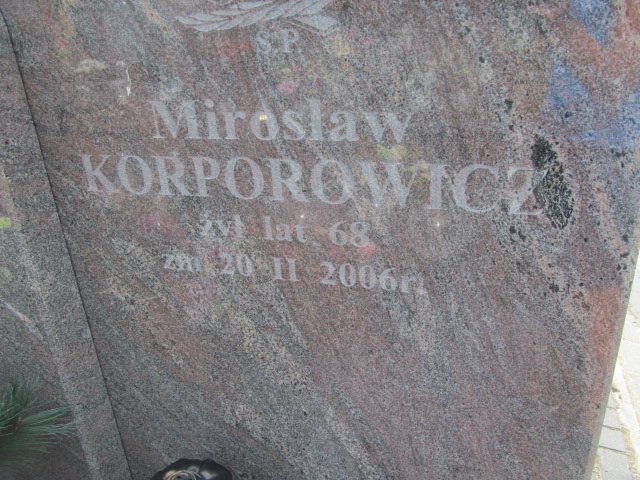 Ś.P.
Mirosław
KORPOROWICZ
żył lat 68
zm. 20 II 2006r.